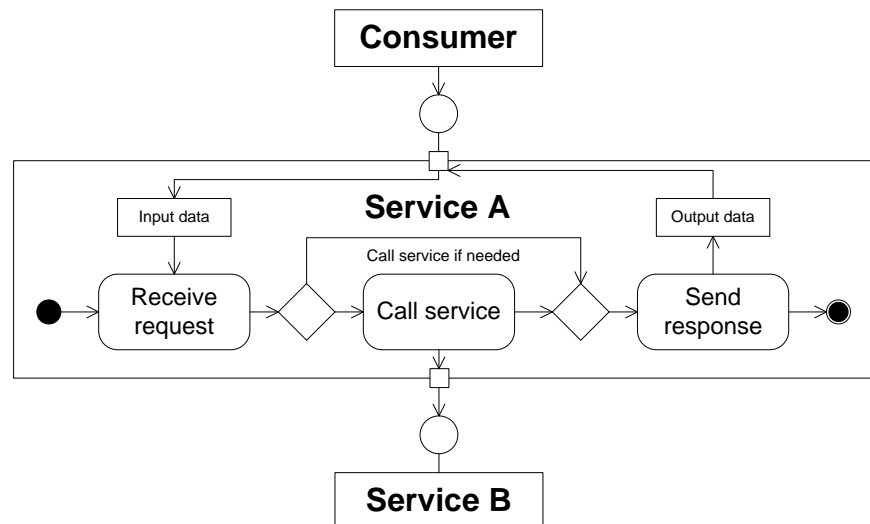 Consumer
Service A
Input data
Output data
Call service if needed
Receive
request
Call service
Send
response
Service B